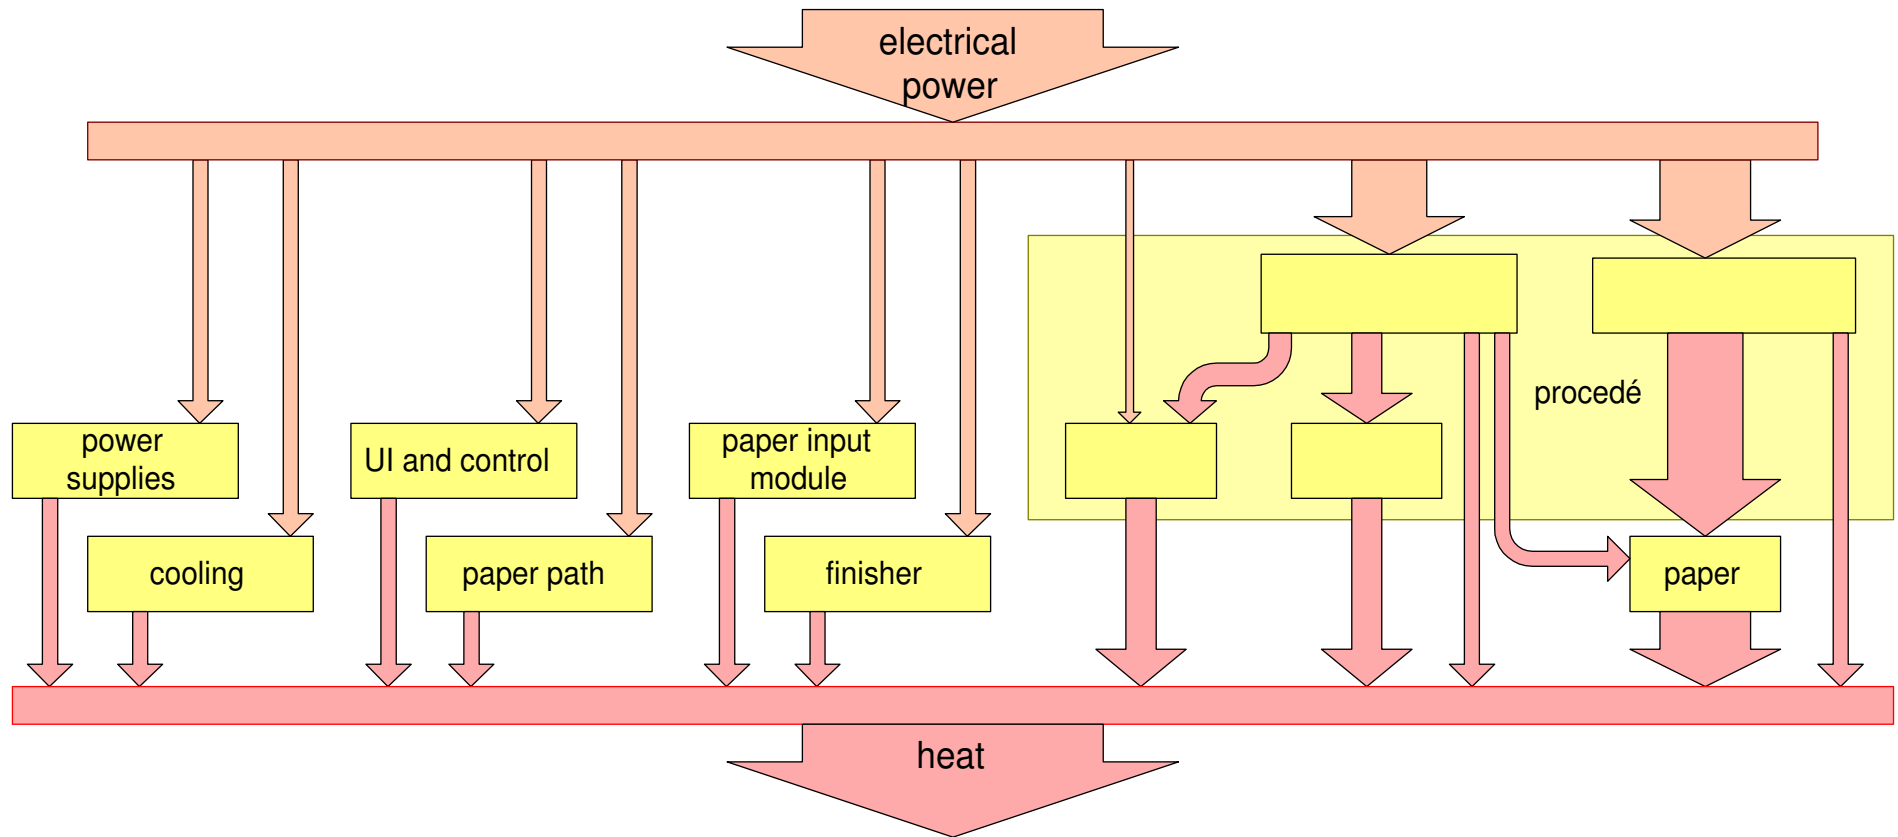 electrical
power
procedé
power
supplies
UI and control
paper input
module
cooling
paper path
finisher
paper
heat